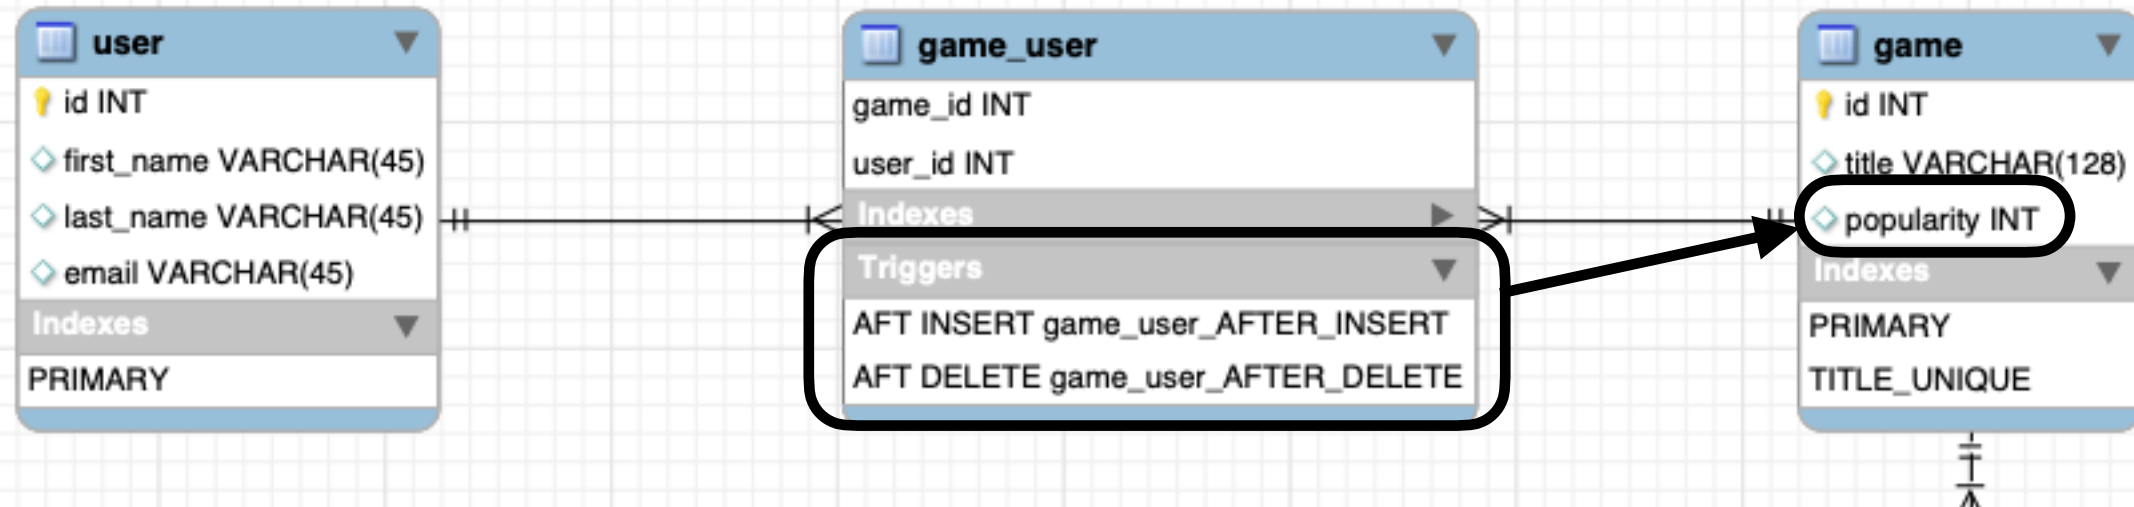 user
id INT
first_name VARCHAR(45)
last_name VARCHAR(45)
email VARCHAR(45)
Indexes
PRIMARY
game_user
game_id INT
user_id INT
Indexes
Triggers
AFT INSERT game_user_AFTER_INSERT
AFT DELETE game_user_AFTER_DELETE
game
id INT
title VARCHAR(128)
popularity INT
Indexes
PRIMARY
TITLE_UNIQUE